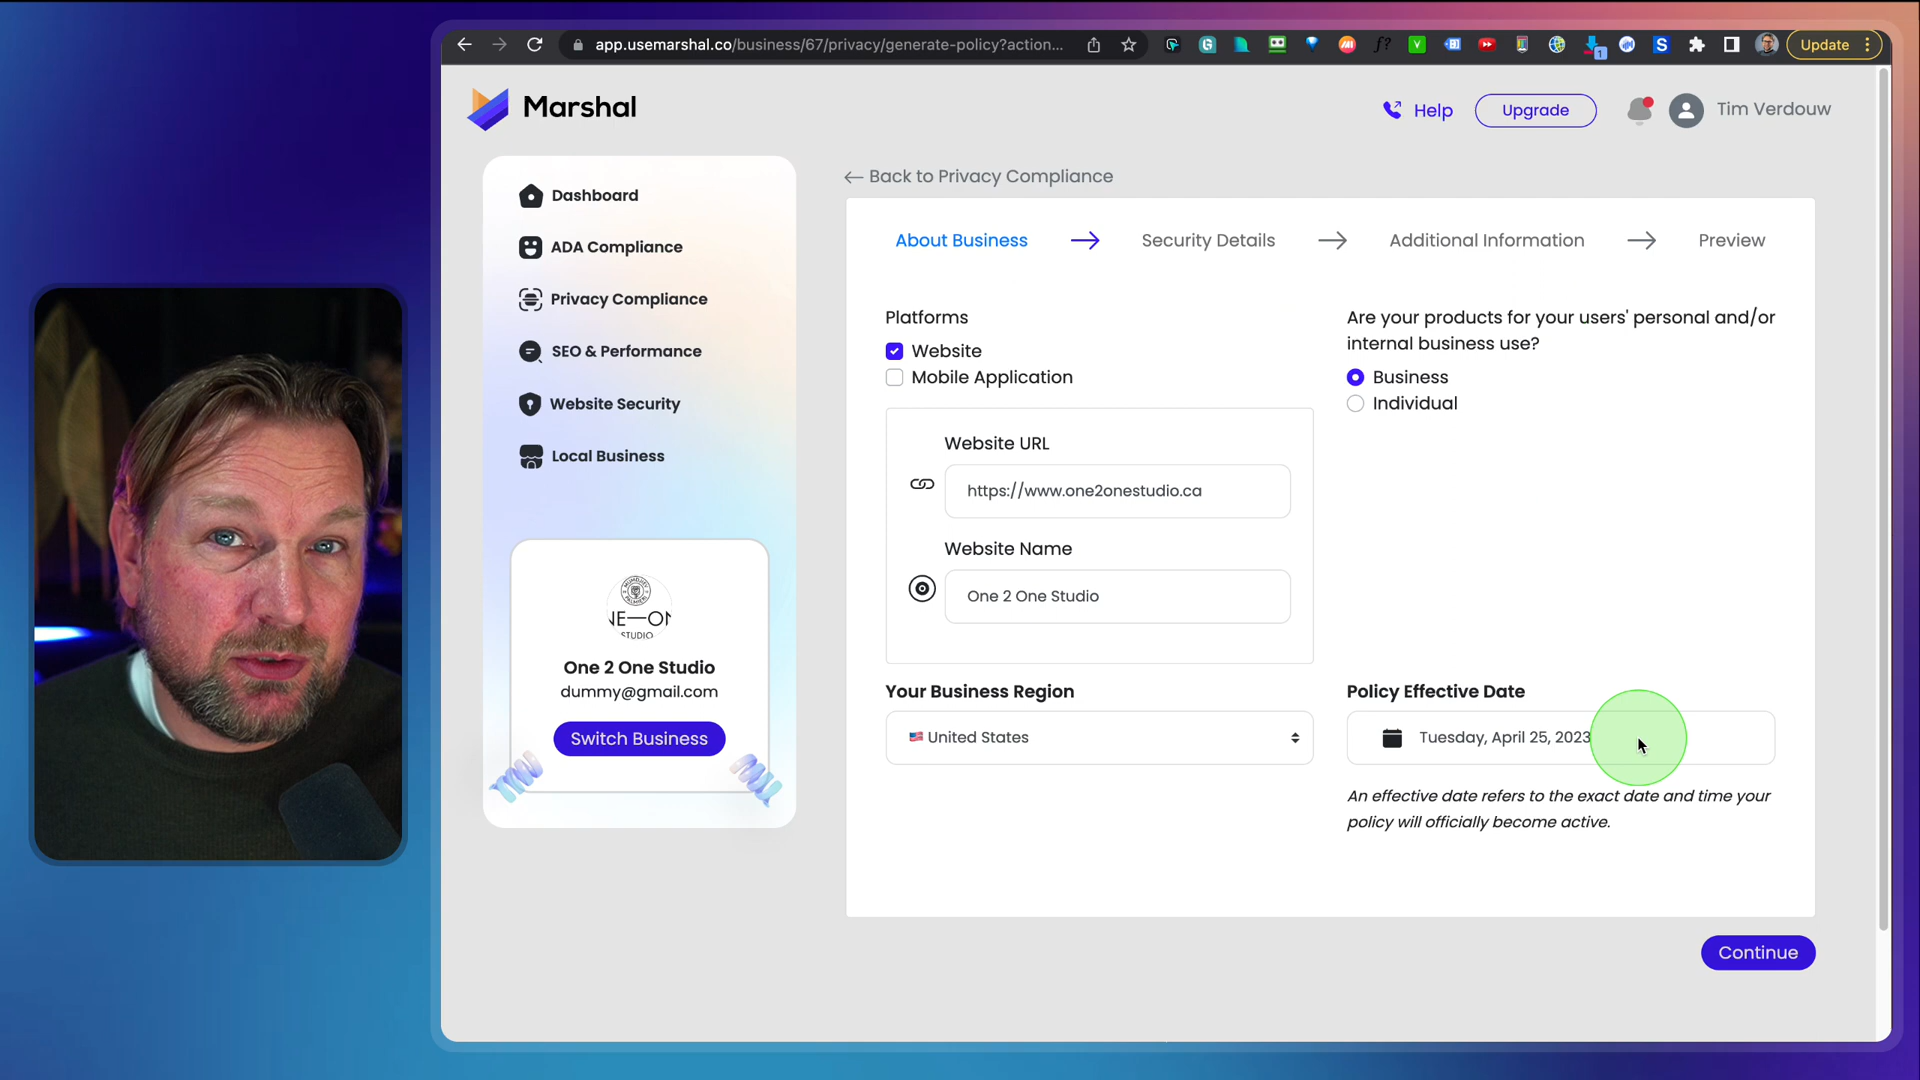 app.usemarshal.co/business/67/privacy/generate-policy?action...
Update
Marshal
Help
Upgrade
Tim Verdouw
Dashboard
ADA Compliance
Privacy Compliance
SEO & Performance
Website Security
Local Business
NE—ON
STUDIO
One 2 One Studio
dummy@gmail.com
Switch Business
← Back to Privacy Compliance
About Business → Security Details → Additional Information → Preview
Platforms
Website
Mobile Application
Website URL
https://www.one2onestudio.ca
Website Name
One 2 One Studio
Are your products for your users' personal and/or
internal business use?
Business
Individual
Your Business Region
United States
Policy Effective Date
Tuesday, April 25, 2023
An effective date refers to the exact date and time your
policy will officially become active.
Continue